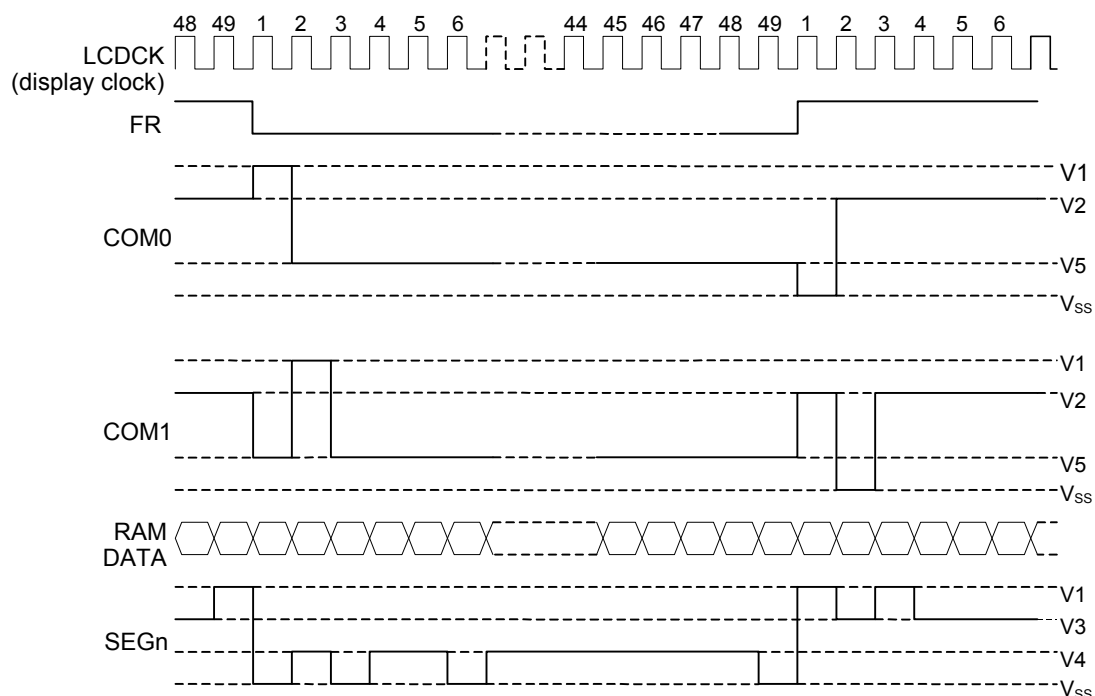 48 49 1 2 3 4 5 6 44 45 46 47 48 49 1 2 3 4 5 6
LCDCK
(display clock)
FR
V1
V2
COM0
V5
VSS
V1
V2
COM1
V5
VSS
RAM
DATA
V1
V3
SEGn
V4
VSS